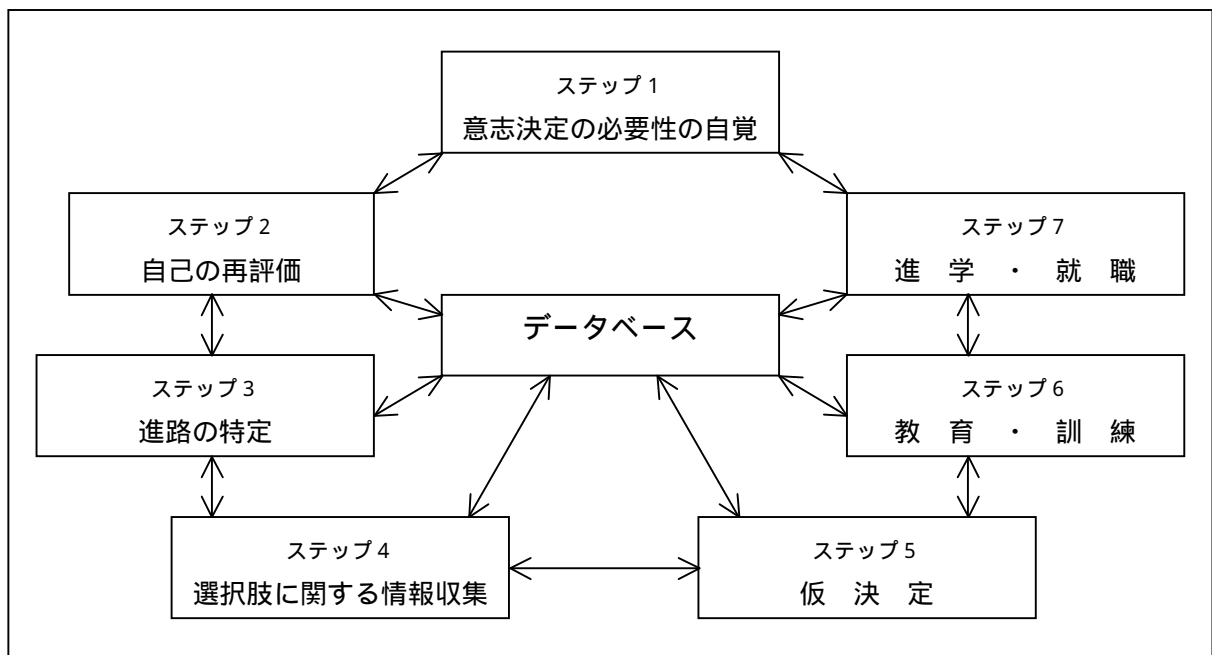 ステップ1
意志決定の必要性の自覚
ステップ2
自己の再評価
ステップ7
進　学　・　就　職
データベース
ステップ3
進路の特定
ステップ6
教　育　・　訓　練
ステップ4
選択肢に関する情報収集
ステップ5
仮　決　定